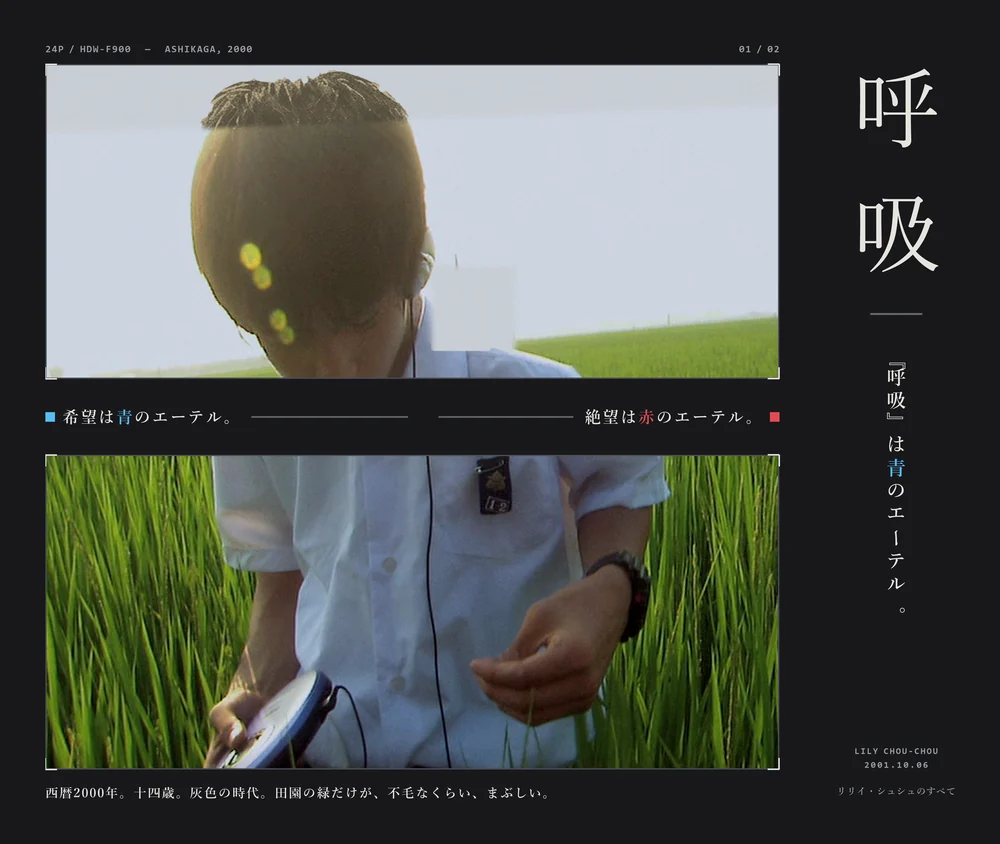 24P / HDW-F900 — ASHIKAGA, 2000
01 / 02
呼吸
希望は青のエーテル。
絶望は赤のエーテル。
『呼吸』は青のエーテル。
西暦2000年。十四歳。灰色の時代。田園の緑だけが、不毛なくらい、まぶしい。
LILY CHOU-CHOU
2001.10.06
リリイ・シュシュのすべて